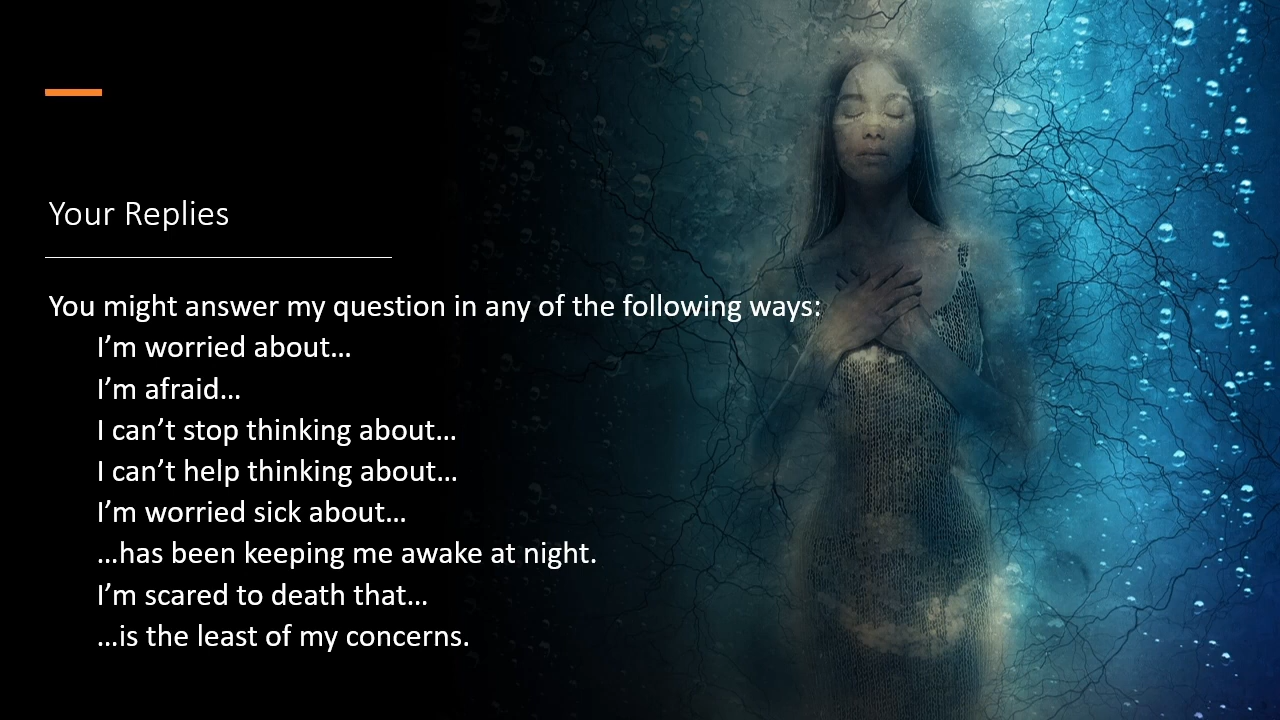 Your Replies
You might answer my question in any of the following ways:
I’m worried about…
I’m afraid…
I can’t stop thinking about…
I can’t help thinking about…
I’m worried sick about…
…has been keeping me awake at night.
I’m scared to death that…
…is the least of my concerns.